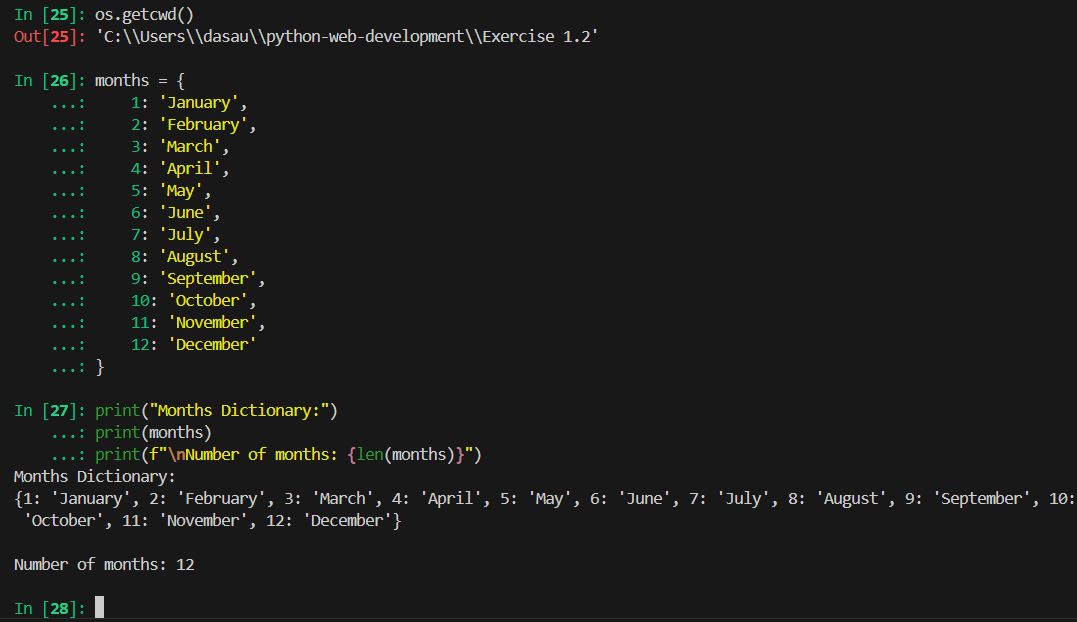 In [25]: os.getcwd()
Out[25]: 'C:\\Users\\dasau\\python-web-development\\Exercise 1.2'
In [26]: months = {
...: 1: 'January',
...: 2: 'February',
...: 3: 'March',
...: 4: 'April',
...: 5: 'May',
...: 6: 'June',
...: 7: 'July',
...: 8: 'August',
...: 9: 'September',
...: 10: 'October',
...: 11: 'November',
...: 12: 'December'
...: }
In [27]: print("Months Dictionary:")
...: print(months)
...: print(f"\nNumber of months: {len(months)}")
Months Dictionary:
{1: 'January', 2: 'February', 3: 'March', 4: 'April', 5: 'May', 6: 'June', 7: 'July', 8: 'August', 9: 'September', 10:
'October', 11: 'November', 12: 'December'}
Number of months: 12
In [28]: